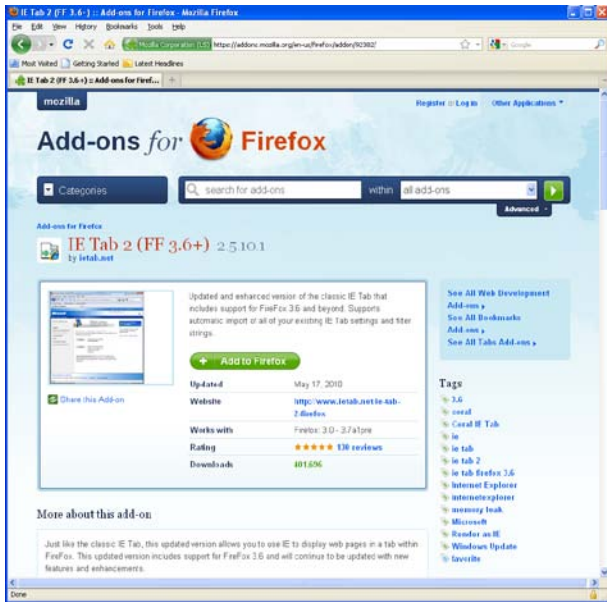 IE Tab 2 (FF 3.6+) :: Add-ons for Firefox - Mozilla Firefox
File Edit View History Bookmarks Tools Help
Mozilla Corporation (US) https://addons.mozilla.org/en-us/firefox/addon/92382/
Google
Most Visited Getting Started Latest Headlines
IE Tab 2 (FF 3.6+) :: Add-ons for Firef...
mozilla
Register or Log in Other Applications
Add-ons for Firefox
Categories
search for add-ons within all add-ons
Advanced
Add-ons for Firefox
IE Tab 2 (FF 3.6+) 2.5.10.1
by ietab.net
Updated and enhanced version of the classic IE Tab that
includes support for FireFox 3.6 and beyond. Supports
automatic import of all of your existing IE Tab settings and filter
strings.
+ Add to Firefox
Updated May 17, 2010
Website http://www.ietab.net/ie-tab-
2-firefox
Works with Firefox: 3.0 - 3.7a1pre
Rating 130 reviews
Downloads 401,696
Share this Add-on
See All Web Development
Add-ons
See All Bookmarks
Add-ons
See All Tabs Add-ons
Tags
3.6
coral
Coral IE Tab
ie
ie tab
ie tab 2
ie tab firefox 3.6
Internet Explorer
internetexplorer
memory leak
Microsoft
Render as IE
Windows Update
favorite
More about this add-on
Just like the classic IE Tab, this updated version allows you to use IE to display web pages in a tab within
FireFox. This updated version includes support for FireFox 3.6 and will continue to be updated with new
features and enhancements.
Done